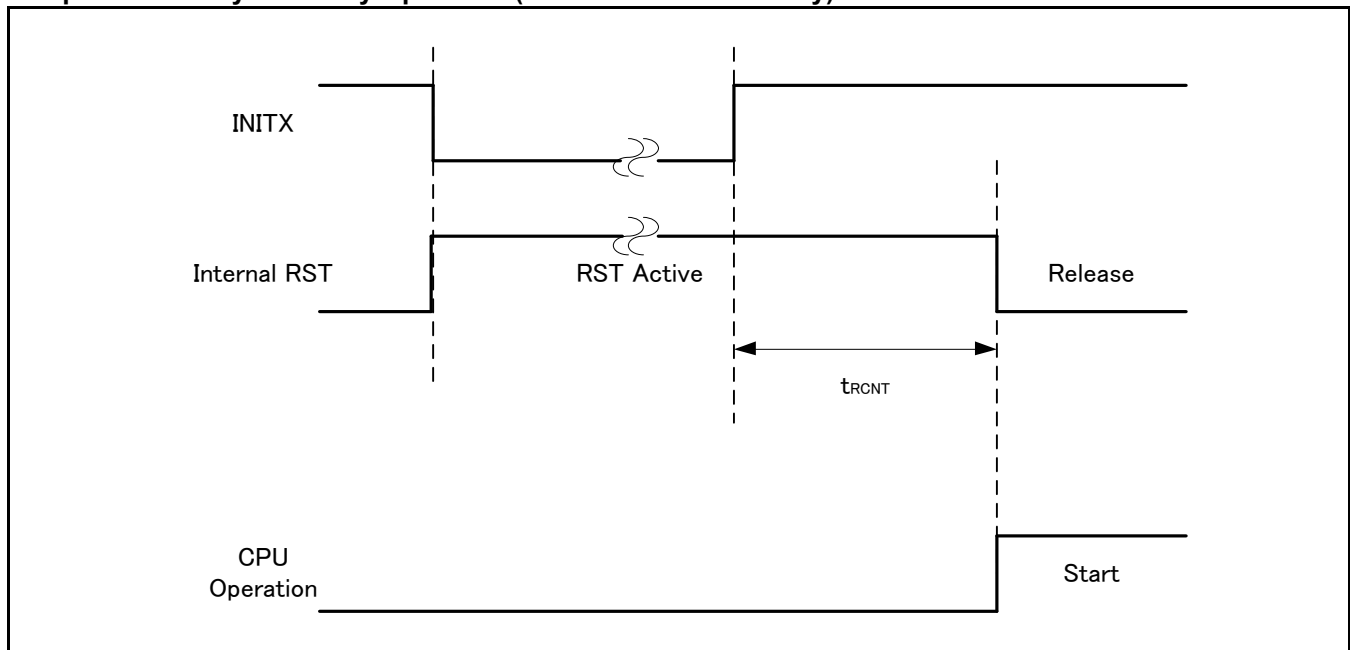 INITX
Internal RST
RST Active
Release
tRCNT
CPU
Operation
Start